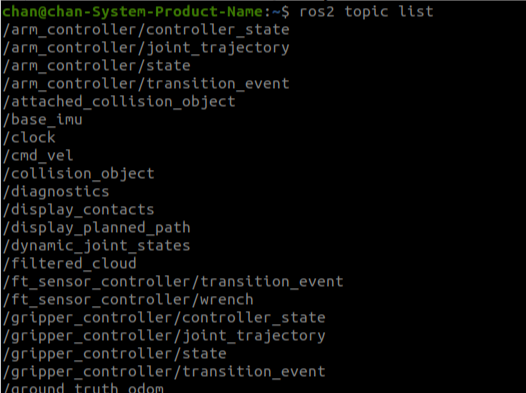 chan@chan-System-Product-Name:~$ ros2 topic list
/arm_controller/controller_state
/arm_controller/joint_trajectory
/arm_controller/state
/arm_controller/transition_event
/attached_collision_object
/base_imu
/clock
/cmd_vel
/collision_object
/diagnostics
/display_contacts
/display_planned_path
/dynamic_joint_states
/filtered_cloud
/ft_sensor_controller/transition_event
/ft_sensor_controller/wrench
/gripper_controller/controller_state
/gripper_controller/joint_trajectory
/gripper_controller/state
/gripper_controller/transition_event
/ground_truth_odom